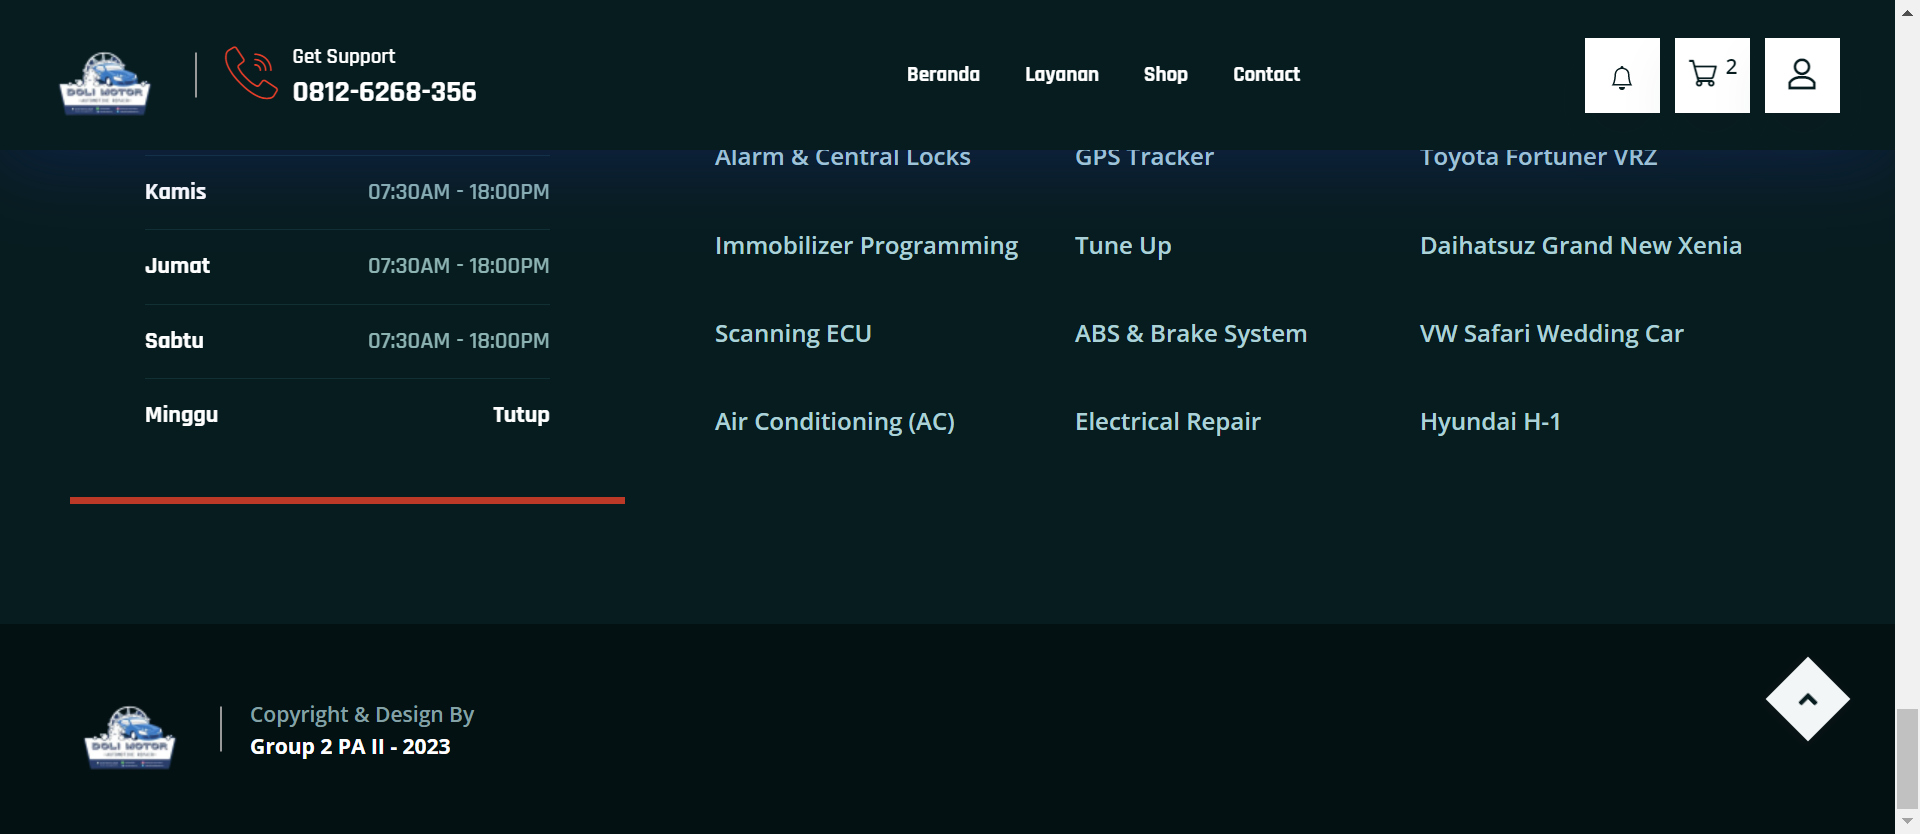 DOLI MOTOR
Get Support
0812-6268-356
Beranda
Layanan
Shop
Contact
2
Kamis
07:30AM - 18:00PM
Jumat
07:30AM - 18:00PM
Sabtu
07:30AM - 18:00PM
Minggu
Tutup
Alarm & Central Locks
Immobilizer Programming
Scanning ECU
Air Conditioning (AC)
GPS Tracker
Tune Up
ABS & Brake System
Electrical Repair
Toyota Fortuner VRZ
Daihatsuz Grand New Xenia
VW Safari Wedding Car
Hyundai H-1
DOLI MOTOR
Copyright & Design By
Group 2 PA II - 2023